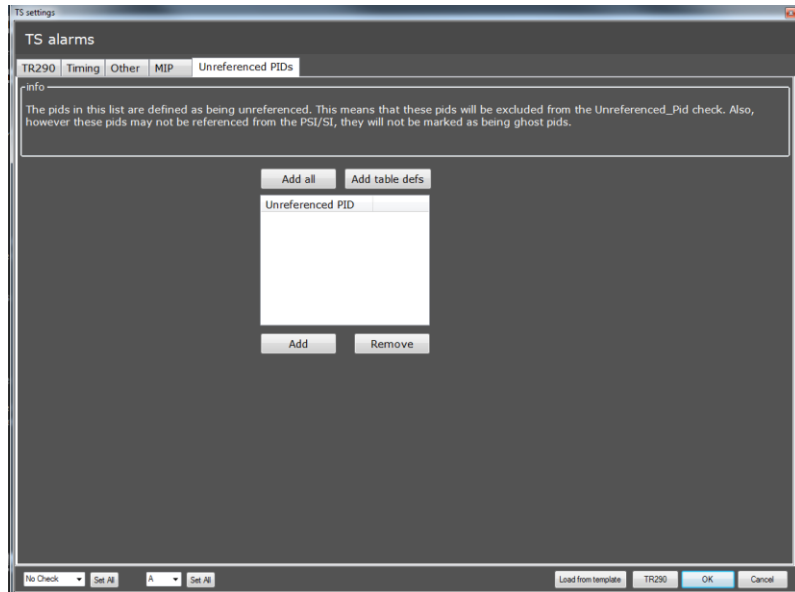 TS settings
TS alarms
TR290 Timing Other MIP Unreferenced PIDs
info
The pids in this list are defined as being unreferenced. This means that these pids will be excluded from the Unreferenced_Pid check. Also,
however these pids may not be referenced from the PSI/SI, they will not be marked as being ghost pids.
Add all Add table defs
Unreferenced PID
Add Remove
No Check Set All A Set All Load from template TR290 OK Cancel